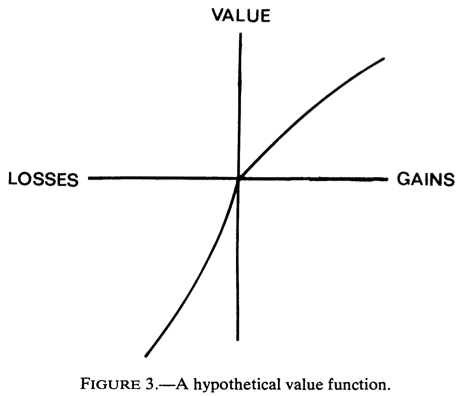 VALUE
LOSSES
GAINS
FIGURE 3.—A hypothetical value function.